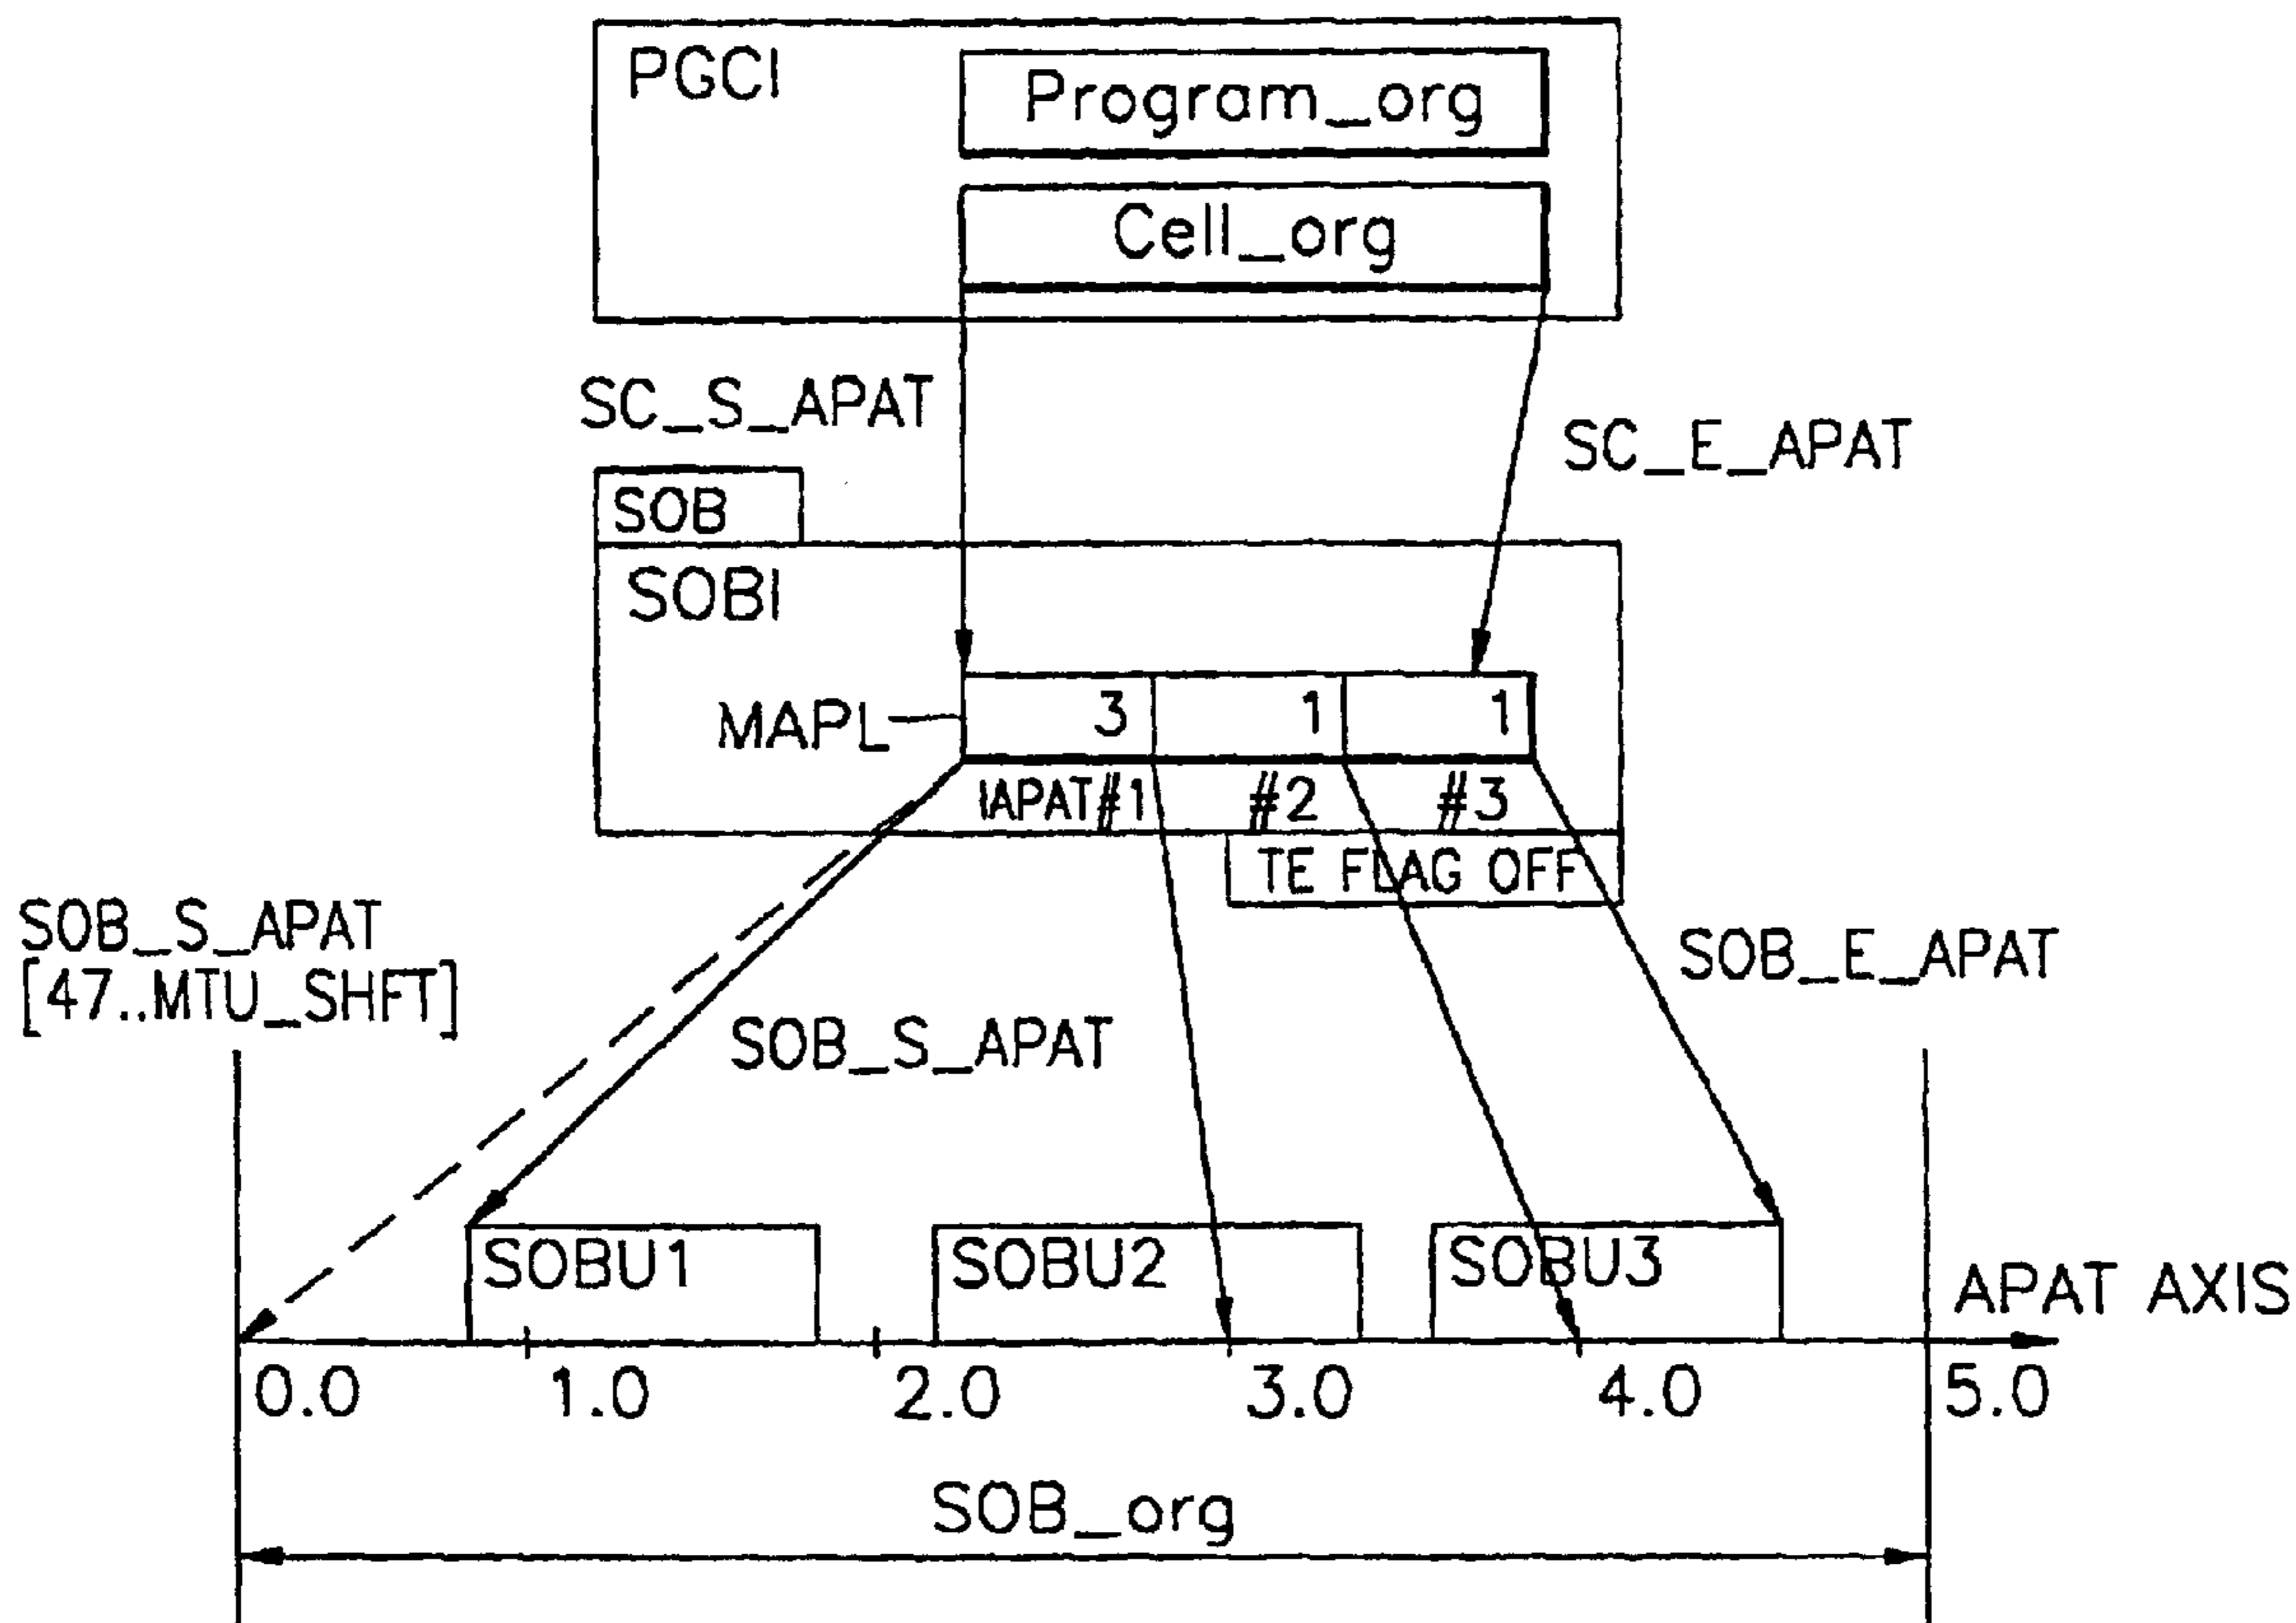 PGCI
Program_org
Cell_org
SC_S_APAT
SC_E_APAT
SOB
SOBI
MAPL
3 1 1
IAPAT#1 #2 #3
TE FLAG OFF
SOB_S_APAT
[47..MTU_SHFT]
SOB_E_APAT
SOB_S_APAT
SOBU1 SOBU2 SOBU3
APAT AXIS
0.0 1.0 2.0 3.0 4.0 5.0
SOB_org